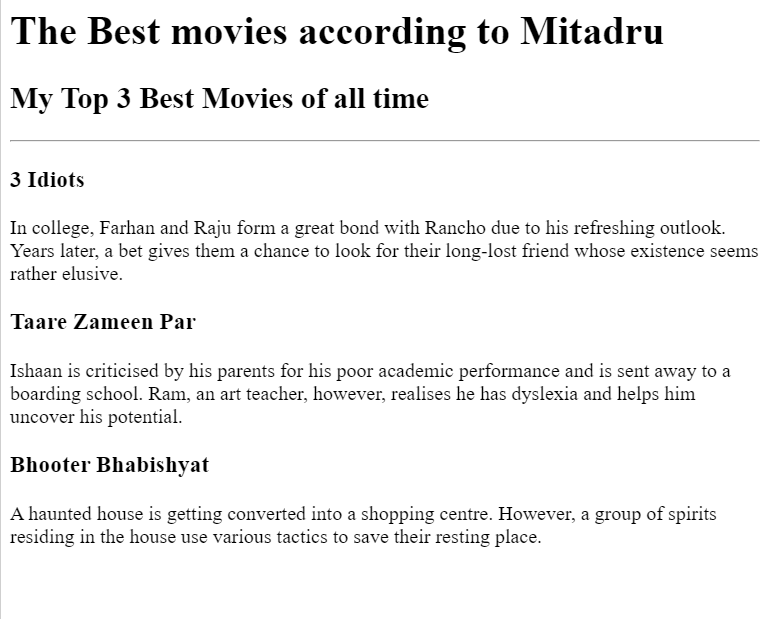 The Best movies according to Mitadru
My Top 3 Best Movies of all time
3 Idiots
In college, Farhan and Raju form a great bond with Rancho due to his refreshing outlook.
Years later, a bet gives them a chance to look for their long-lost friend whose existence seems
rather elusive.
Taare Zameen Par
Ishaan is criticised by his parents for his poor academic performance and is sent away to a
boarding school. Ram, an art teacher, however, realises he has dyslexia and helps him
uncover his potential.
Bhooter Bhabishyat
A haunted house is getting converted into a shopping centre. However, a group of spirits
residing in the house use various tactics to save their resting place.